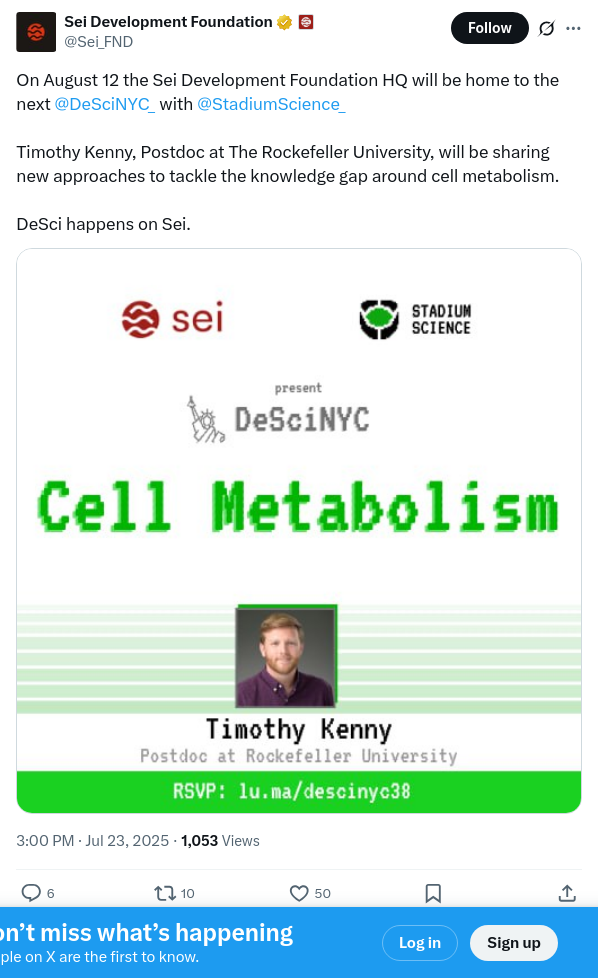 Sei Development Foundation
@Sei_FND
Follow
On August 12 the Sei Development Foundation HQ will be home to the
next @DeSciNYC_ with @StadiumScience_
Timothy Kenny, Postdoc at The Rockefeller University, will be sharing
new approaches to tackle the knowledge gap around cell metabolism.
DeSci happens on Sei.
sei
STADIUM
SCIENCE
present
DeSciNYC
Cell Metabolism
Timothy Kenny
Postdoc at Rockefeller University
RSVP: lu.ma/descinyc38
3:00 PM · Jul 23, 2025 · 1,053 Views
6
10
50
on’t miss what’s happening
ple on X are the first to know.
Log in
Sign up